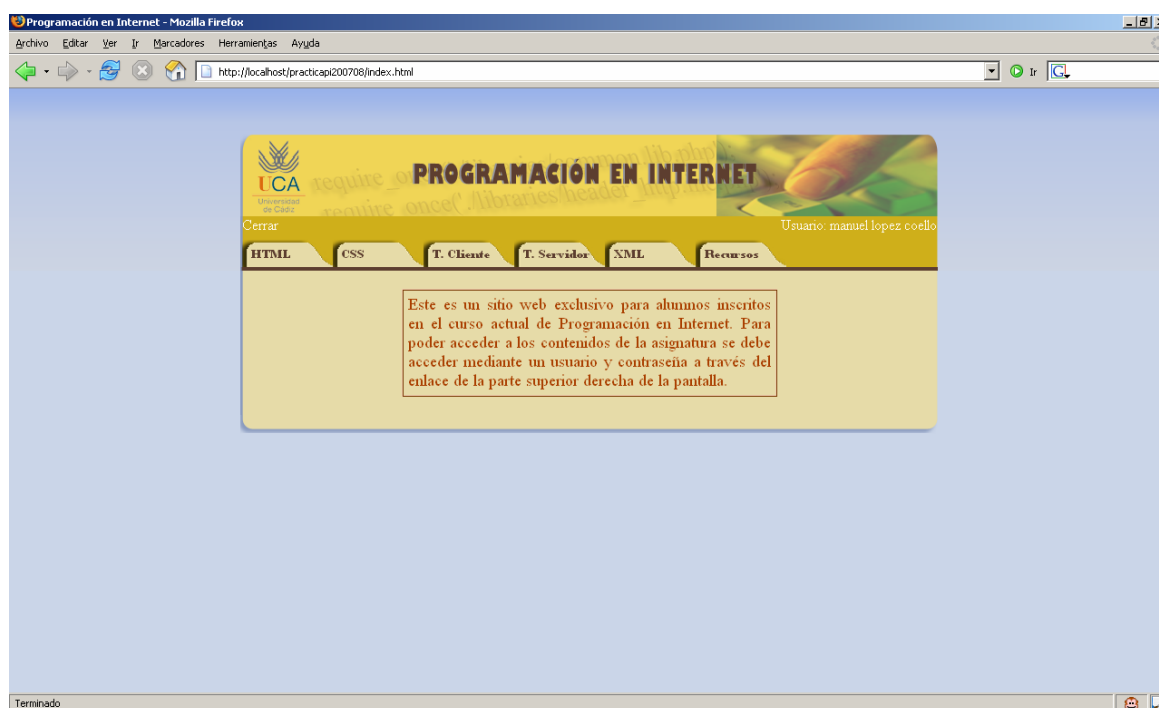 Programación en Internet - Mozilla Firefox
Archivo Editar Ver Ir Marcadores Herramientas Ayuda
http://localhost/practicapi200708/index.html Ir G
UCA
Universidad
de Cádiz
require_once('./libraries/header_http.inc
PROGRAMACIÓN EN INTERNET
Cerrar Usuario: manuel lopez coello
HTML CSS T. Cliente T. Servidor XML Recursos
Este es un sitio web exclusivo para alumnos inscritos
en el curso actual de Programación en Internet. Para
poder acceder a los contenidos de la asignatura se debe
acceder mediante un usuario y contraseña a través del
enlace de la parte superior derecha de la pantalla.
Terminado